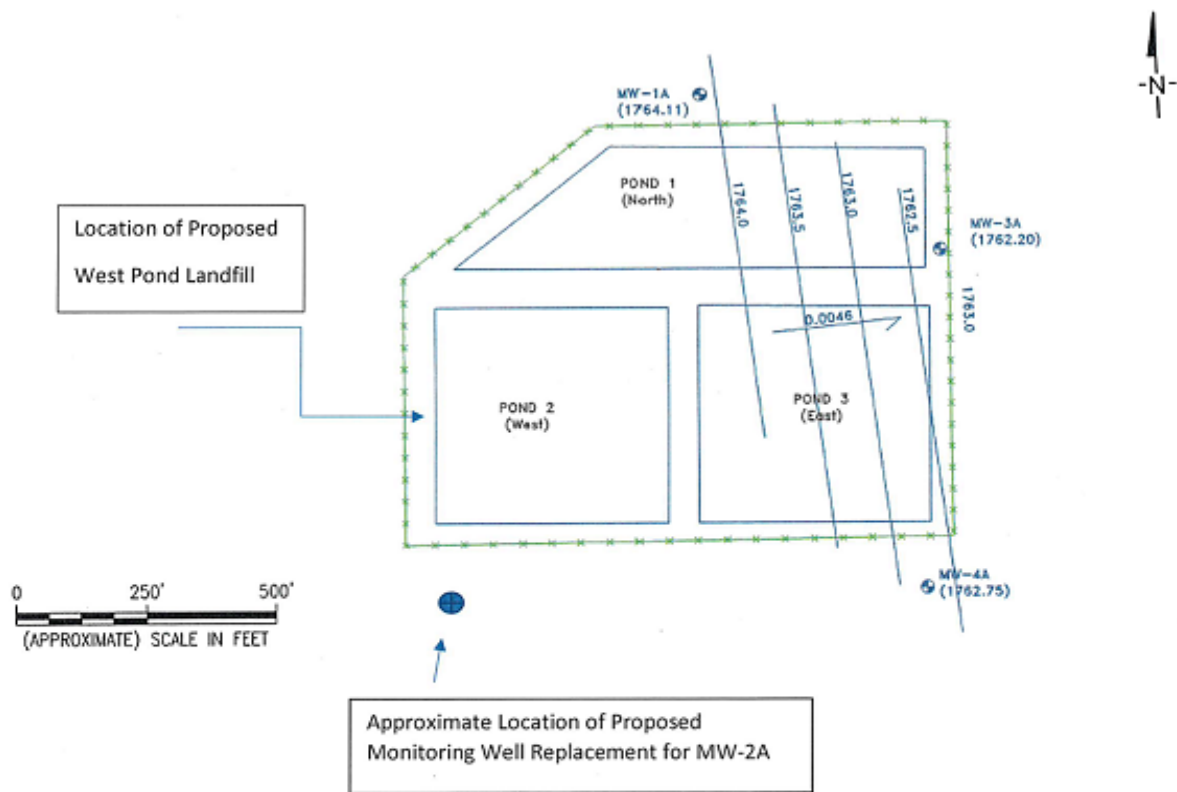 -N-
MW-1A
(1764.11)
POND 1
(North)
1764.0
1763.5
1763.0
1762.5
MW-3A
(1762.20)
1763.0
Location of Proposed
West Pond Landfill
0.0046
POND 2
(West)
POND 3
(East)
MW-4A
(1762.75)
0 250' 500'
(APPROXIMATE) SCALE IN FEET
Approximate Location of Proposed
Monitoring Well Replacement for MW-2A